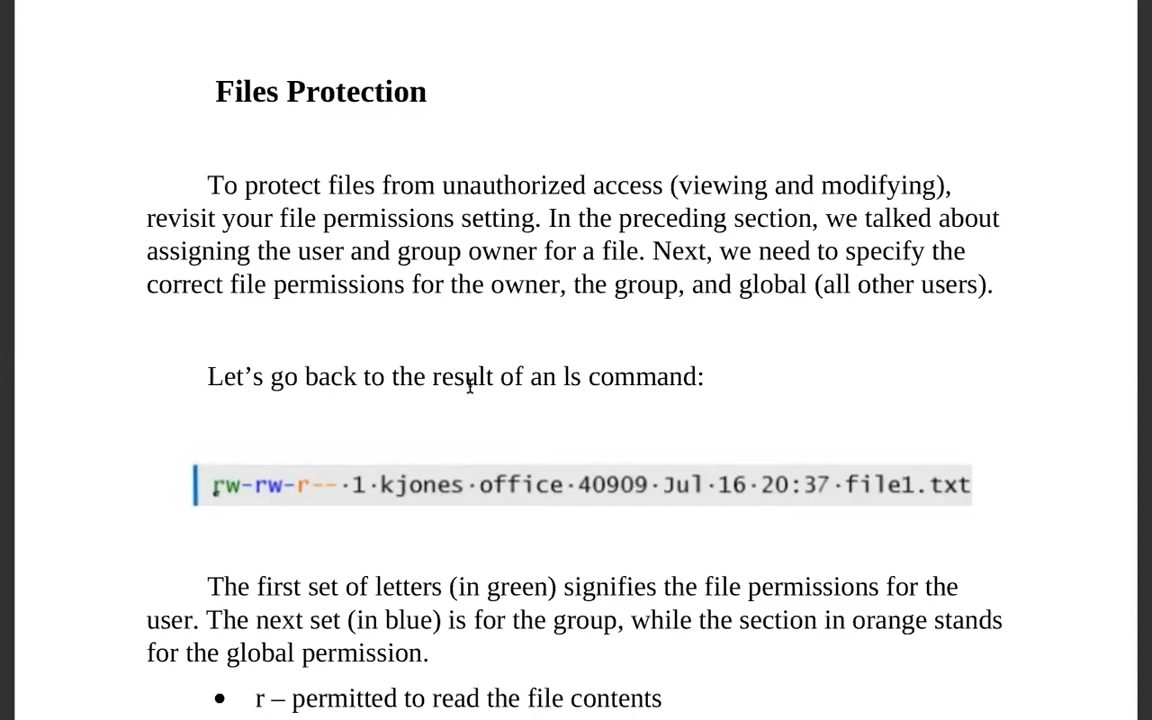 Files Protection
To protect files from unauthorized access (viewing and modifying),
revisit your file permissions setting. In the preceding section, we talked about
assigning the user and group owner for a file. Next, we need to specify the
correct file permissions for the owner, the group, and global (all other users).
Let’s go back to the result of an ls command:
rw-rw-r--·1·kjones·office·40909·Jul·16·20:37·file1.txt
The first set of letters (in green) signifies the file permissions for the
user. The next set (in blue) is for the group, while the section in orange stands
for the global permission.
• r – permitted to read the file contents